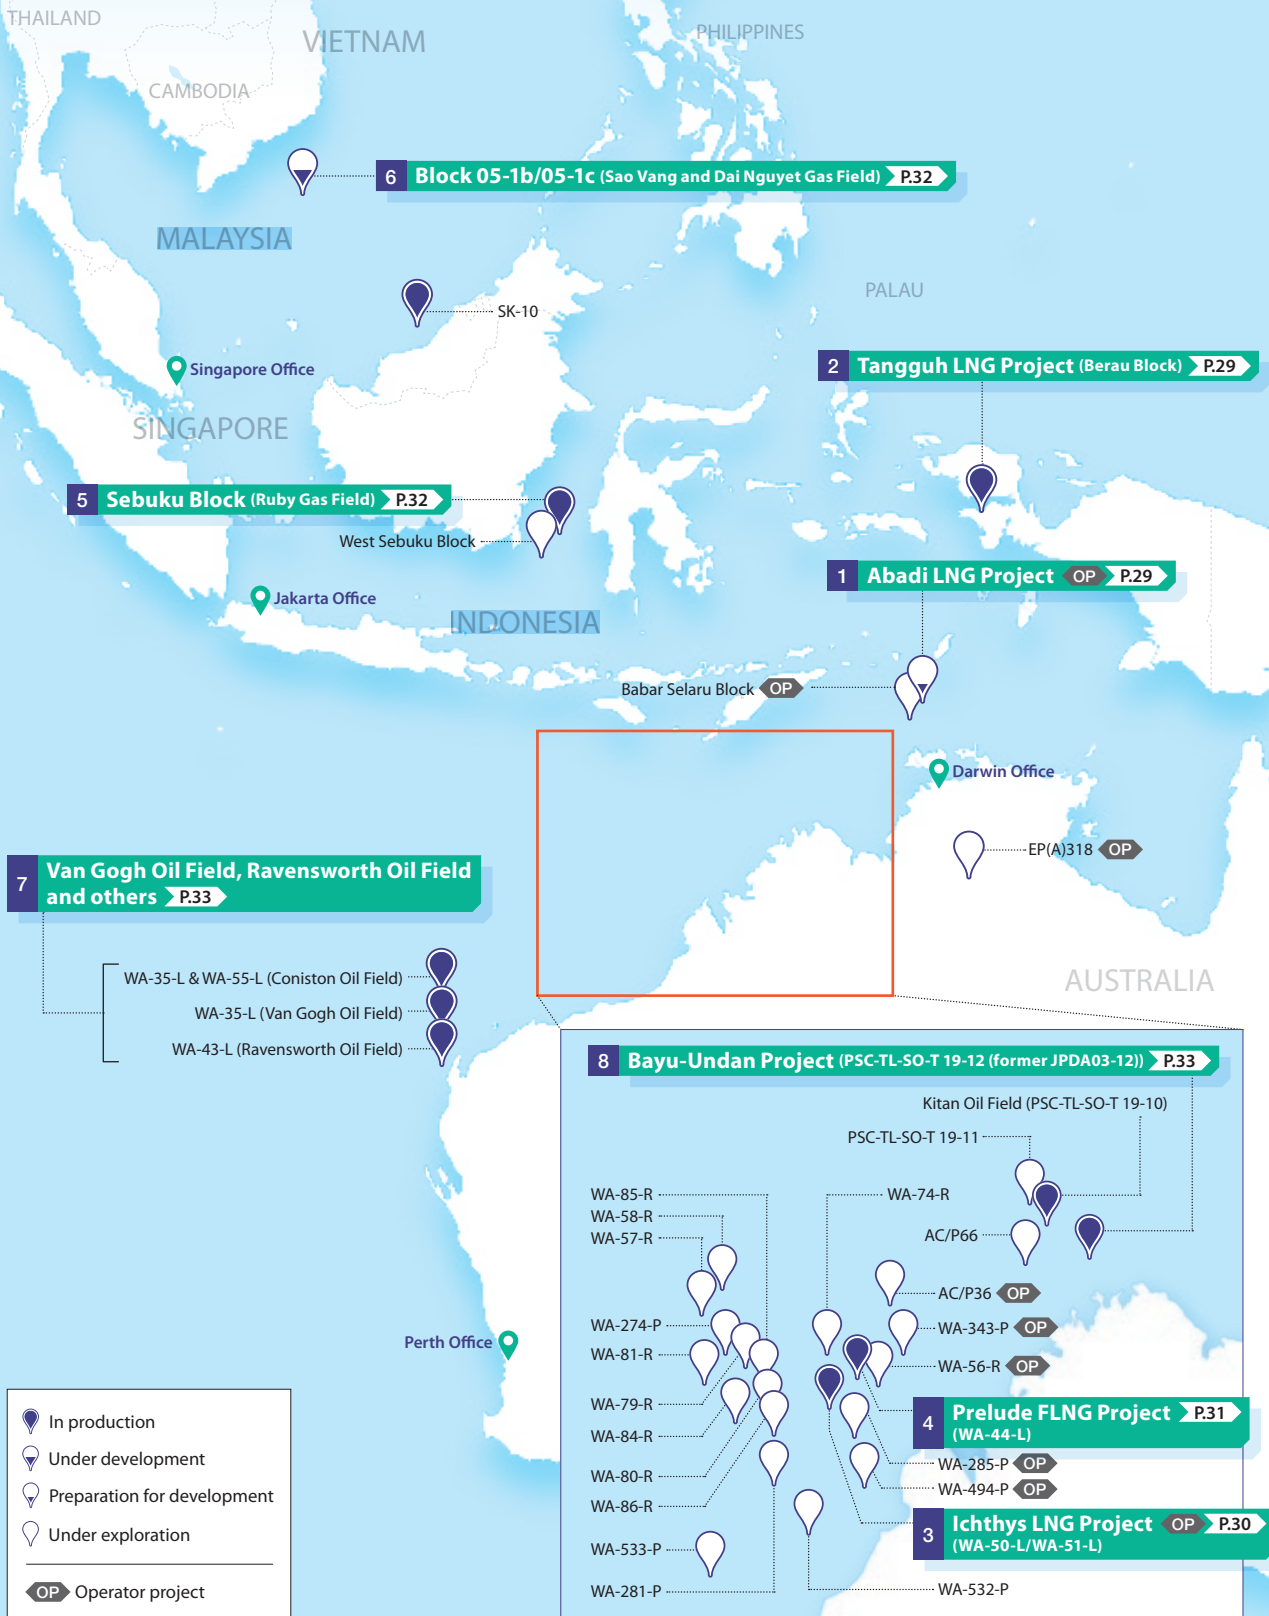 THAILAND
VIETNAM
PHILIPPINES
CAMBODIA
6 Block 05-1b/05-1c (Sao Vang and Dai Nguyet Gas Field) P.32
MALAYSIA
PALAU
SK-10
Singapore Office
2 Tangguh LNG Project (Berau Block) P.29
SINGAPORE
5 Sebuku Block (Ruby Gas Field) P.32
West Sebuku Block
1 Abadi LNG Project OP P.29
Jakarta Office
INDONESIA
Babar Selaru Block OP
Darwin Office
EP(A)318 OP
7 Van Gogh Oil Field, Ravensworth Oil Field
and others P.33
WA-35-L & WA-55-L (Coniston Oil Field)
WA-35-L (Van Gogh Oil Field)
WA-43-L (Ravensworth Oil Field)
AUSTRALIA
8 Bayu-Undan Project (PSC-TL-SO-T 19-12 (former JPDA03-12)) P.33
Kitan Oil Field (PSC-TL-SO-T 19-10)
PSC-TL-SO-T 19-11
WA-85-R
WA-74-R
WA-58-R
WA-57-R
AC/P66
AC/P36 OP
WA-274-P
WA-343-P OP
WA-81-R
WA-56-R OP
WA-79-R
4 Prelude FLNG Project P.31
(WA-44-L)
WA-84-R
WA-285-P OP
WA-80-R
WA-494-P OP
WA-86-R
3 Ichthys LNG Project OP P.30
(WA-50-L/WA-51-L)
WA-533-P
WA-281-P
WA-532-P
Perth Office
In production
Under development
Preparation for development
Under exploration
OP Operator project